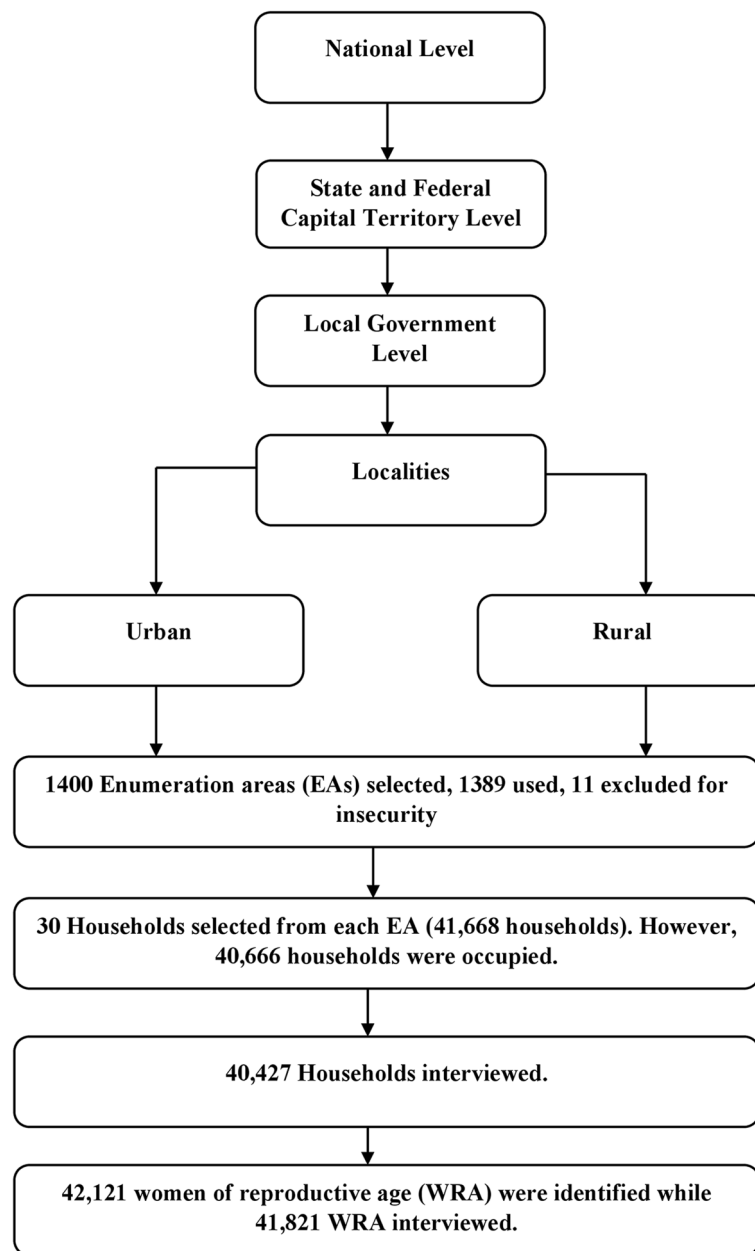 National Level
State and Federal
Capital Territory Level
Local Government
Level
Localities
Urban
Rural
1400 Enumeration areas (EAs) selected, 1389 used, 11 excluded for
insecurity
30 Households selected from each EA (41,668 households). However,
40,666 households were occupied.
40,427 Households interviewed.
42,121 women of reproductive age (WRA) were identified while
41,821 WRA interviewed.